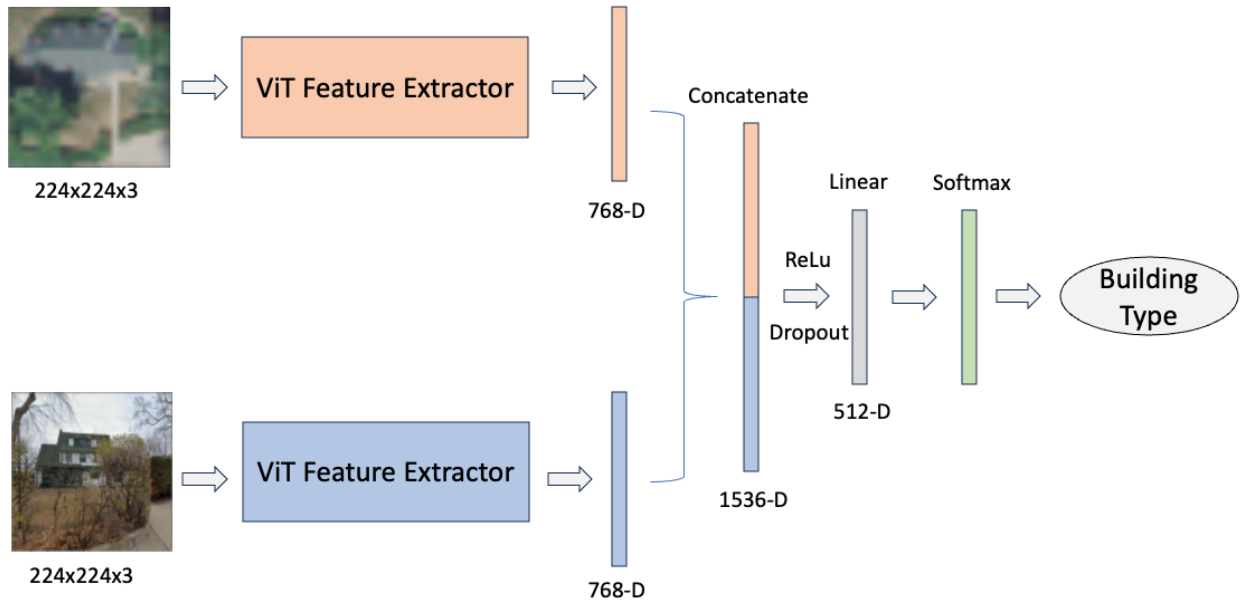 224x224x3
ViT Feature Extractor
768-D
Concatenate
Linear
Softmax
ReLu
Dropout
Building
Type
512-D
1536-D
ViT Feature Extractor
224x224x3
768-D